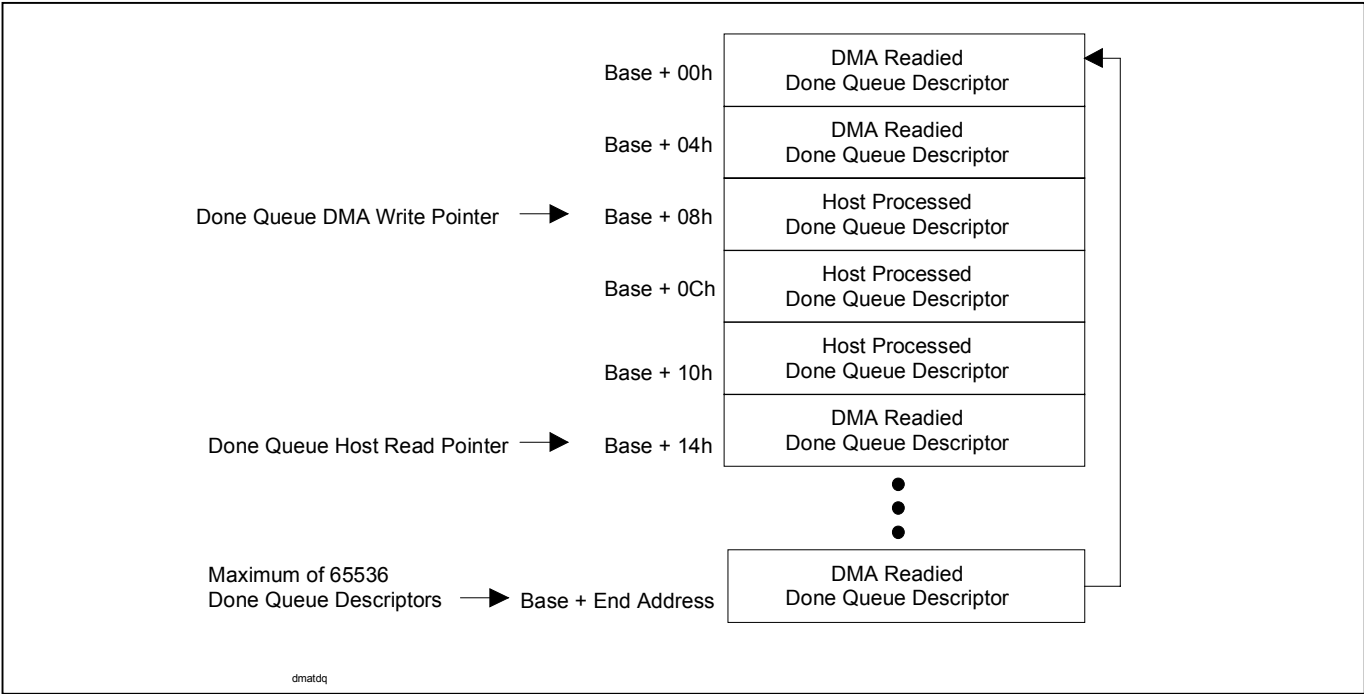 Base + 00h
DMA Readied
Done Queue Descriptor
Base + 04h
DMA Readied
Done Queue Descriptor
Done Queue DMA Write Pointer
Base + 08h
Host Processed
Done Queue Descriptor
Base + 0Ch
Host Processed
Done Queue Descriptor
Base + 10h
Host Processed
Done Queue Descriptor
Done Queue Host Read Pointer
Base + 14h
DMA Readied
Done Queue Descriptor
Maximum of 65536
Done Queue Descriptors
Base + End Address
DMA Readied
Done Queue Descriptor
dmatdq